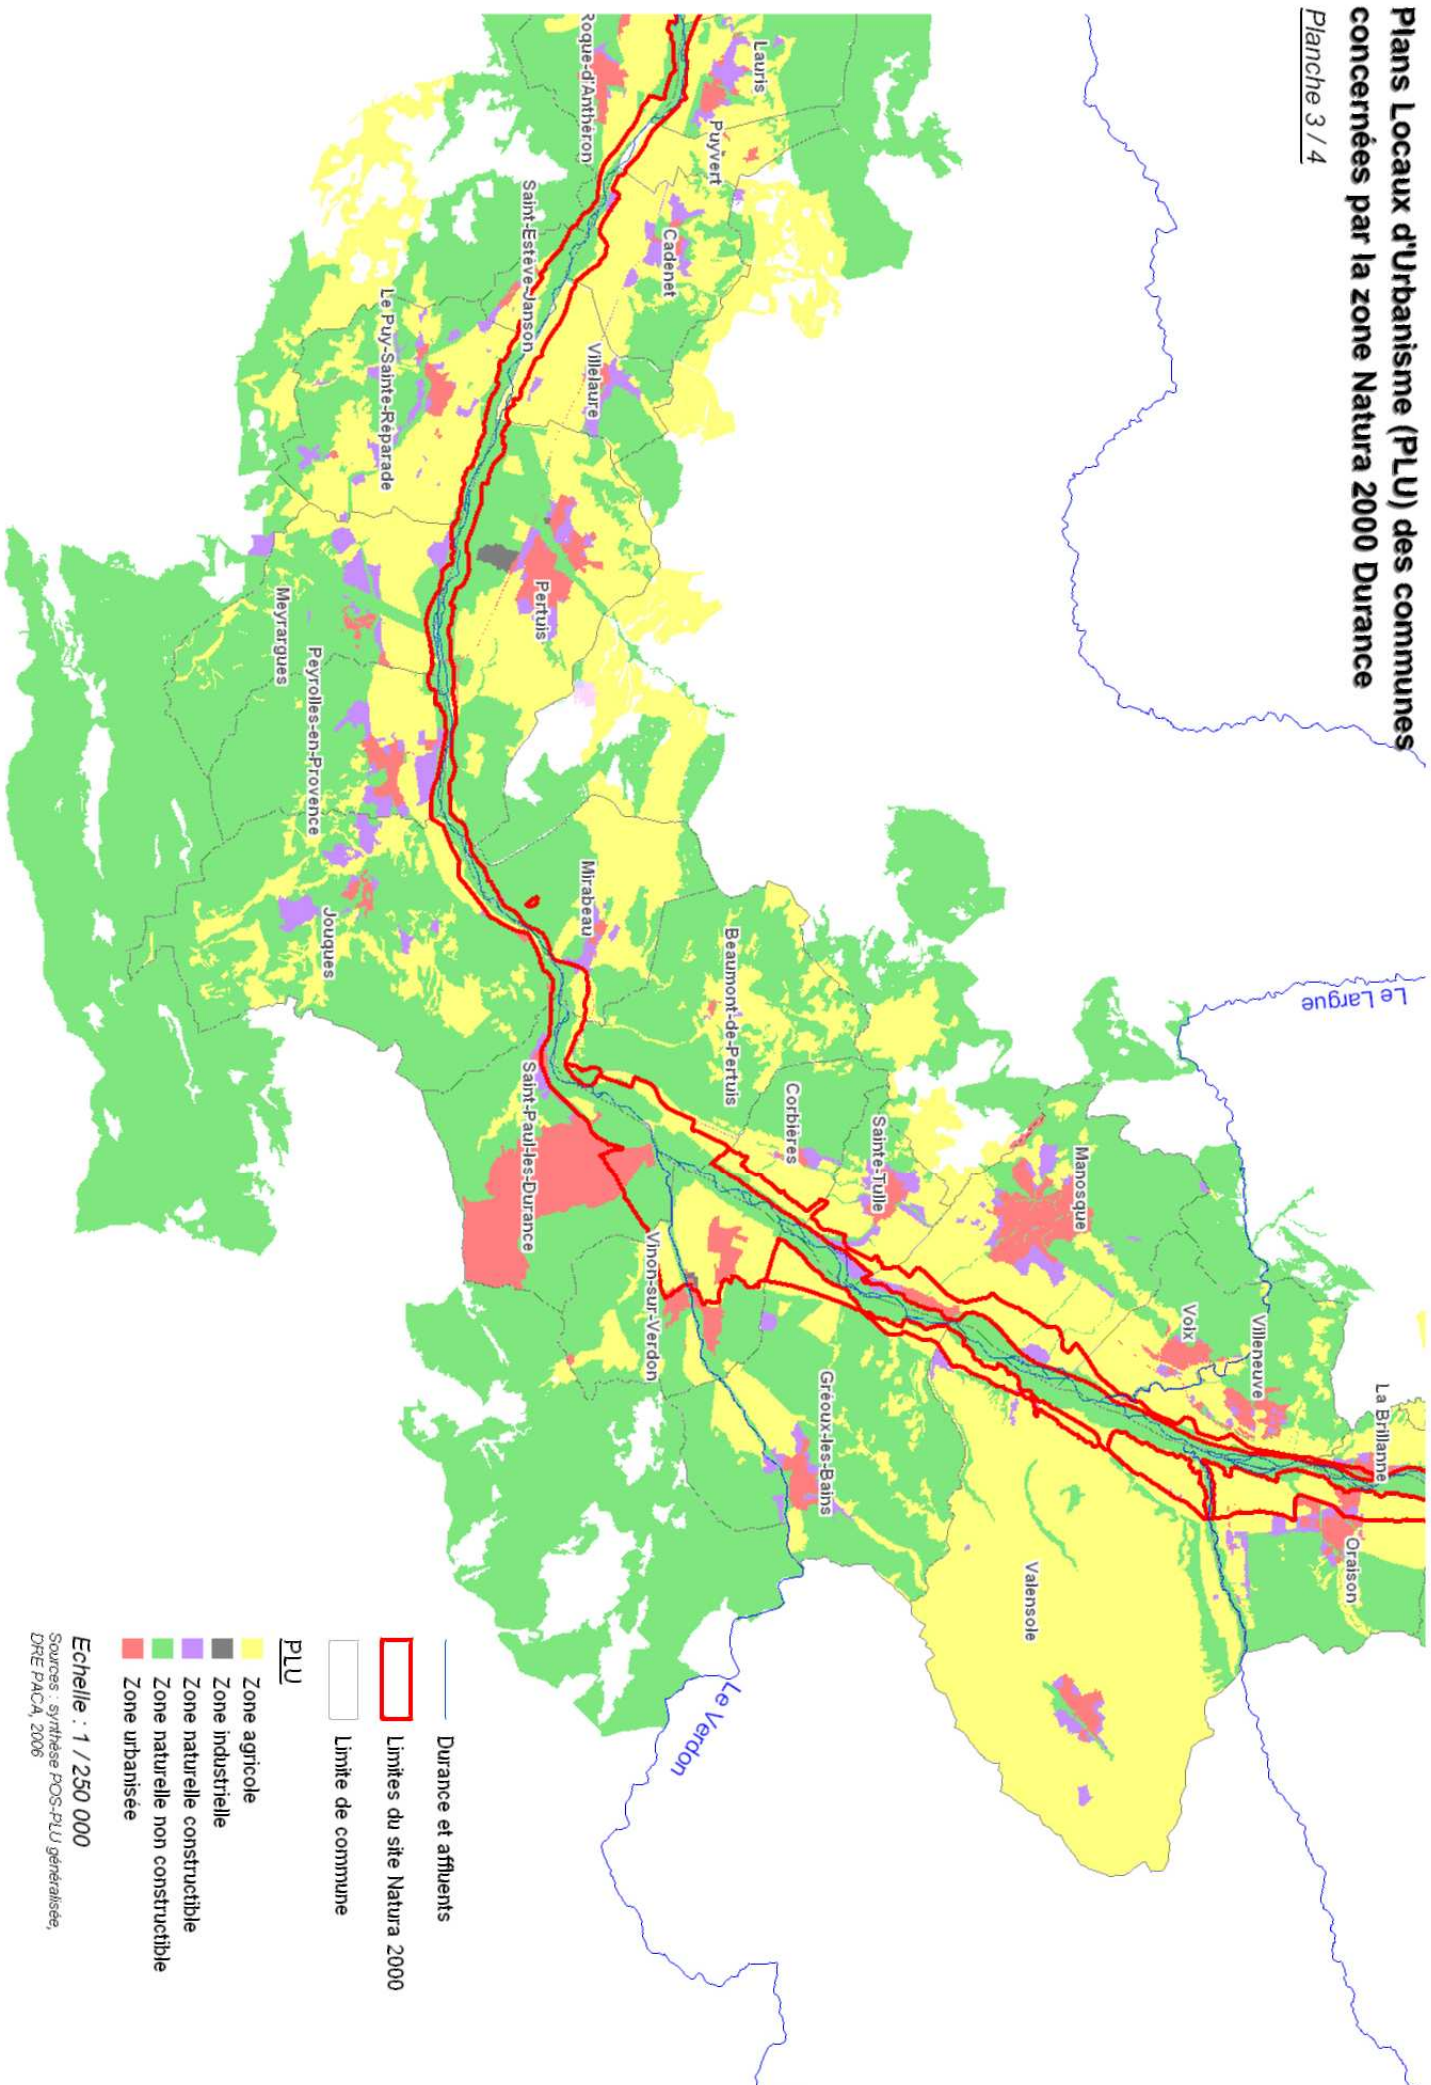 Plans Locaux d'Urbanisme (PLU) des communes
concernées par la zone Natura 2000 Durance
Planche 3 / 4
Lauris
Roque-d'Anthéron
Puyvert
Cadenet
Saint-Estève-Janson
Villelaure
Le Puy-Sainte-Réparade
Pertuis
Meyrargues
Peyrolles-en-Provence
Jouques
Mirabeau
Beaumont-de-Pertuis
Saint-Paul-les-Durance
Corbières
Sainte-Tulle
Manosque
Vinon-sur-Verdon
Gréoux-les-Bains
Volx
Villeneuve
La Brillanne
Oraison
Valensole
Le Largue
Le Verdon
Durance et affluents
Limites du site Natura 2000
Limite de commune
PLU
Zone agricole
Zone industrielle
Zone naturelle constructible
Zone naturelle non constructible
Zone urbanisée
Echelle : 1 / 250 000
Sources : synthèse POS-PLU généralisée,
DRE PACA, 2006